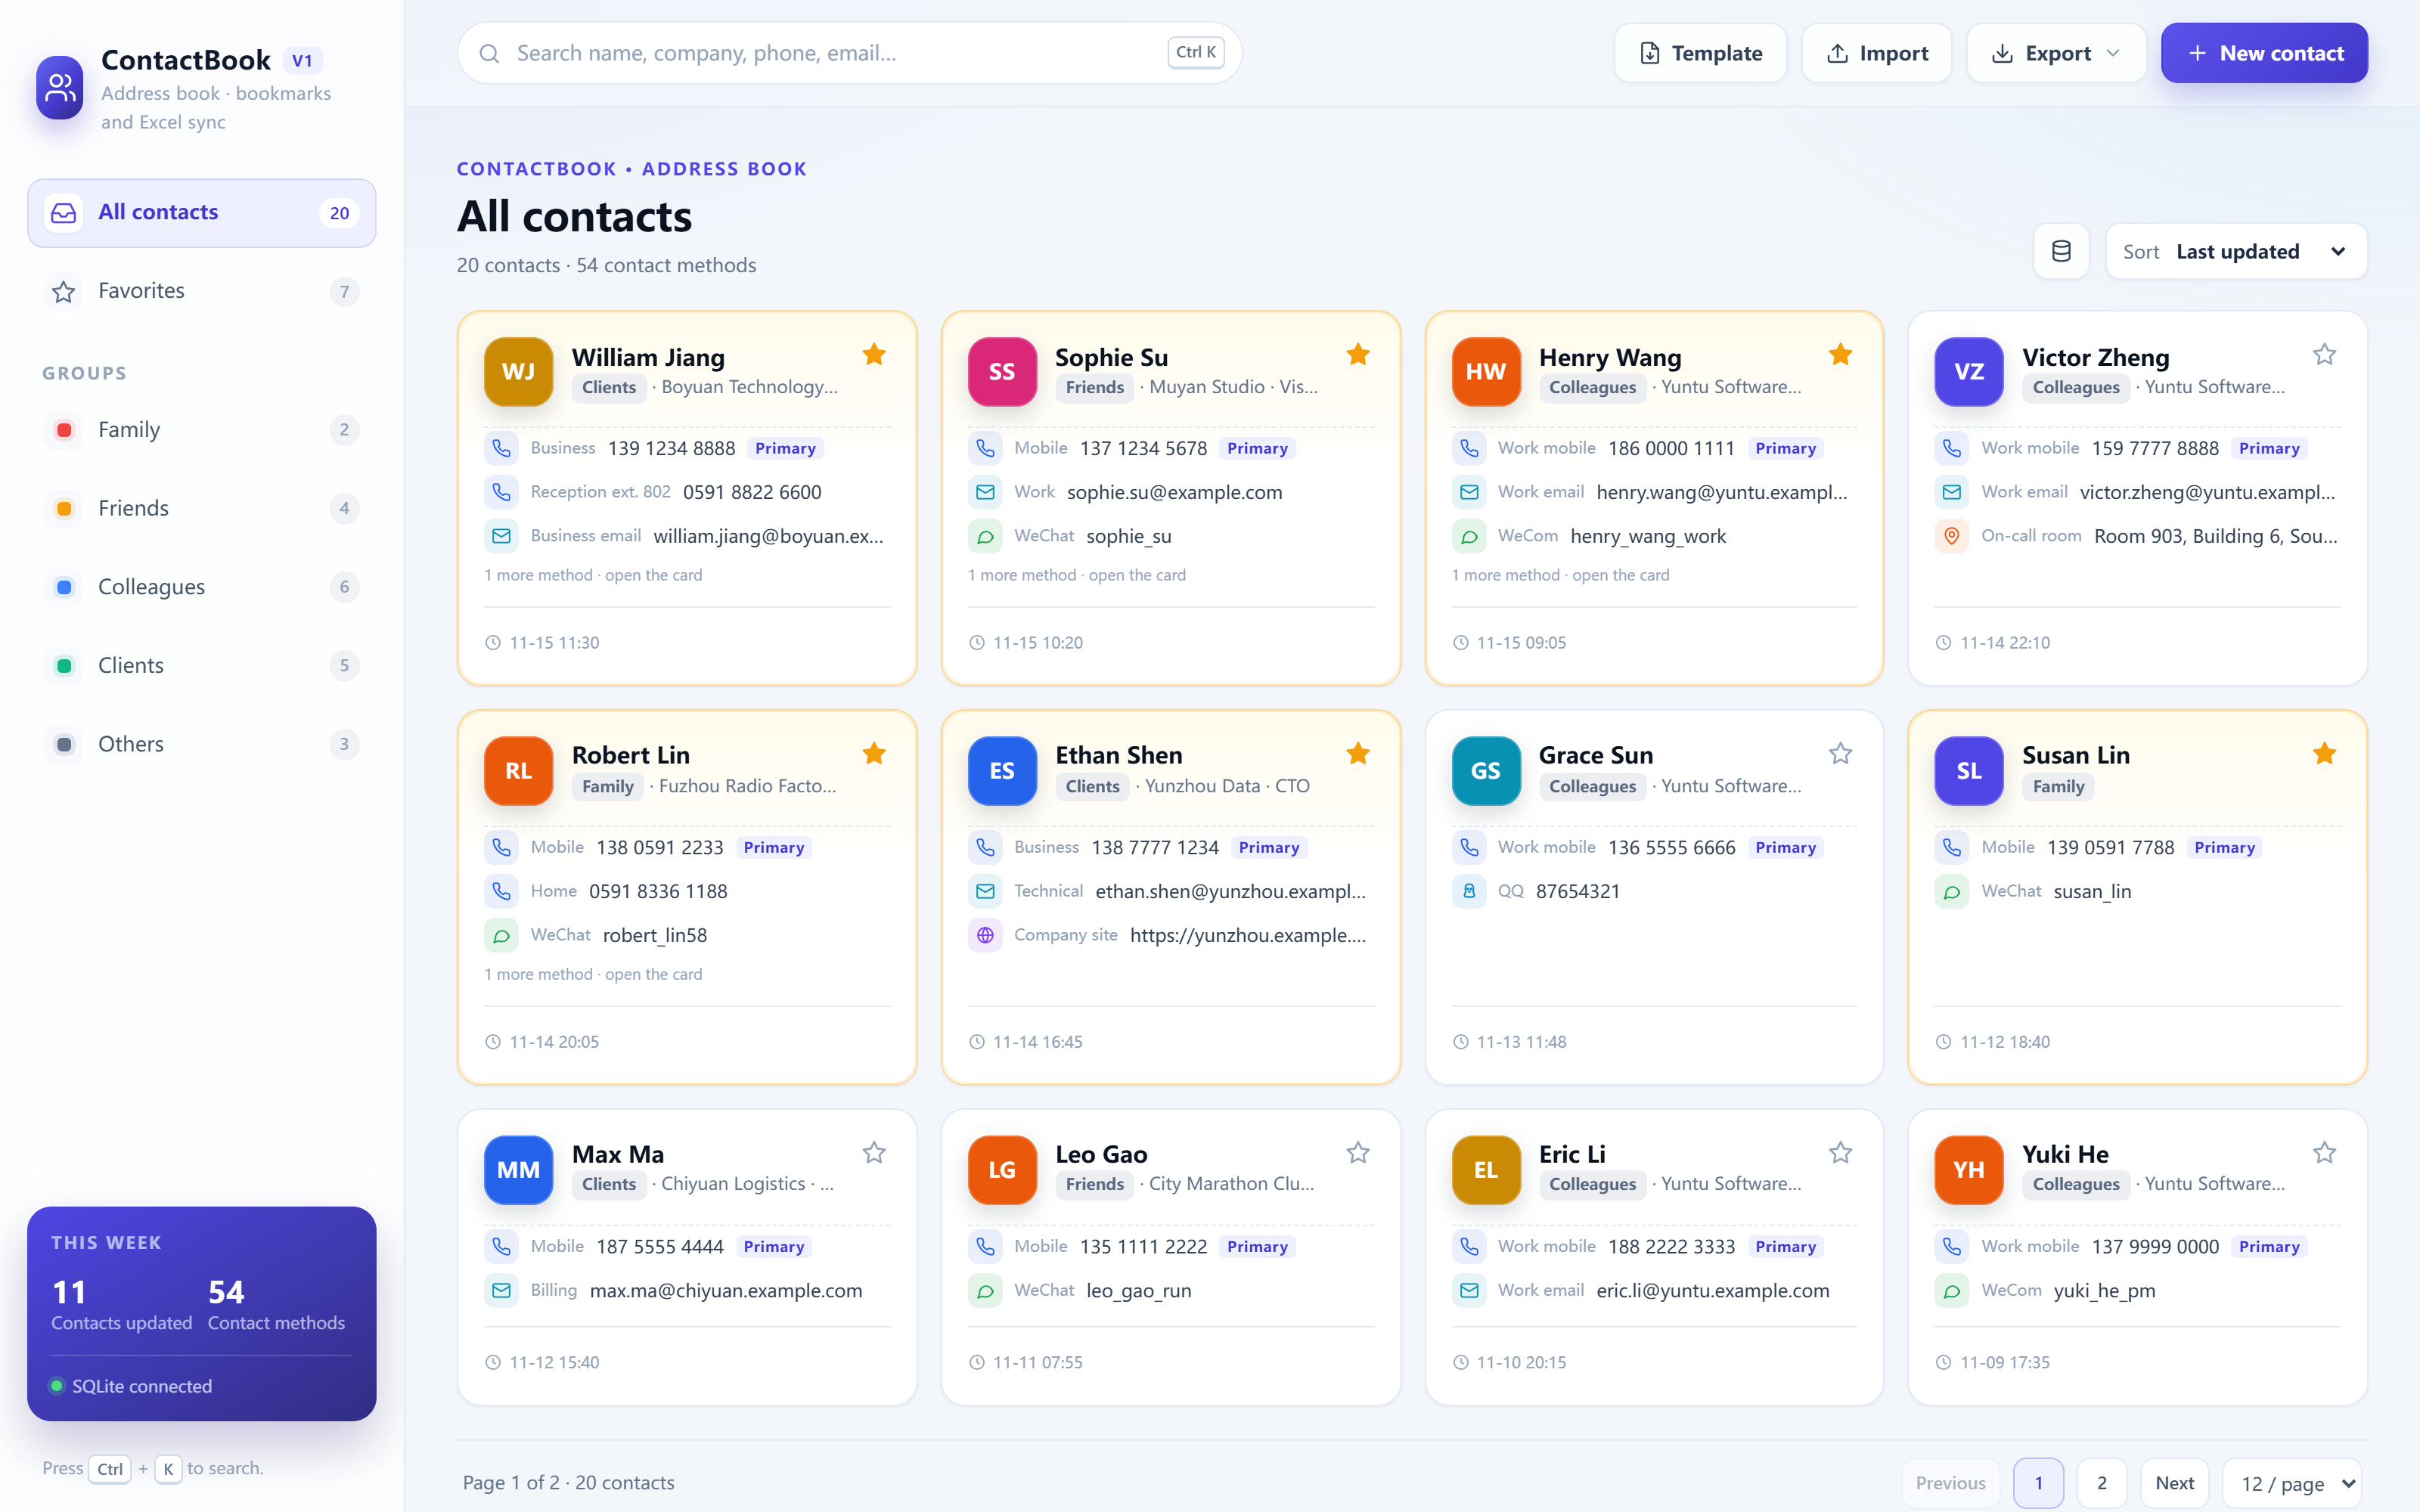 ContactBook V1
Address book · bookmarks
and Excel sync
All contacts 20
Favorites 7
GROUPS
Family 2
Friends 4
Colleagues 6
Clients 5
Others 3
THIS WEEK
11 54
Contacts updated Contact methods
SQLite connected
Press Ctrl + K to search.
Search name, company, phone, email... Ctrl K
Template
Import
Export
New contact
CONTACTBOOK • ADDRESS BOOK
All contacts
20 contacts · 54 contact methods
Sort Last updated
WJ
William Jiang
Clients · Boyuan Technology...
Business 139 1234 8888 Primary
Reception ext. 802 0591 8822 6600
Business email william.jiang@boyuan.ex...
1 more method · open the card
11-15 11:30
SS
Sophie Su
Friends · Muyan Studio · Vis...
Mobile 137 1234 5678 Primary
Work sophie.su@example.com
WeChat sophie_su
1 more method · open the card
11-15 10:20
HW
Henry Wang
Colleagues · Yuntu Software...
Work mobile 186 0000 1111 Primary
Work email henry.wang@yuntu.exampl...
WeCom henry_wang_work
1 more method · open the card
11-15 09:05
VZ
Victor Zheng
Colleagues · Yuntu Software...
Work mobile 159 7777 8888 Primary
Work email victor.zheng@yuntu.exampl...
On-call room Room 903, Building 6, Sou...
11-14 22:10
RL
Robert Lin
Family · Fuzhou Radio Facto...
Mobile 138 0591 2233 Primary
Home 0591 8336 1188
WeChat robert_lin58
1 more method · open the card
11-14 20:05
ES
Ethan Shen
Clients · Yunzhou Data · CTO
Business 138 7777 1234 Primary
Technical ethan.shen@yunzhou.exampl...
Company site https://yunzhou.example....
11-14 16:45
GS
Grace Sun
Colleagues · Yuntu Software...
Work mobile 136 5555 6666 Primary
QQ 87654321
11-13 11:48
SL
Susan Lin
Family
Mobile 139 0591 7788 Primary
WeChat susan_lin
11-12 18:40
MM
Max Ma
Clients · Chiyuan Logistics · ...
Mobile 187 5555 4444 Primary
Billing max.ma@chiyuan.example.com
11-12 15:40
LG
Leo Gao
Friends · City Marathon Clu...
Mobile 135 1111 2222 Primary
WeChat leo_gao_run
11-11 07:55
EL
Eric Li
Colleagues · Yuntu Software...
Work mobile 188 2222 3333 Primary
Work email eric.li@yuntu.example.com
11-10 20:15
YH
Yuki He
Colleagues · Yuntu Software...
Work mobile 137 9999 0000 Primary
WeCom yuki_he_pm
11-09 17:35
Page 1 of 2 · 20 contacts
Previous 1 2 Next 12 / page